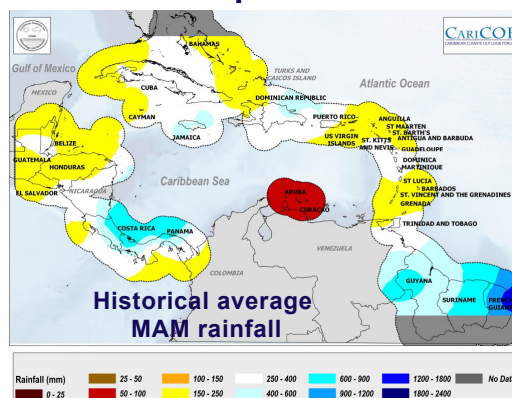 CARICOF
CARIBBEAN CLIMATE OUTLOOK FORUM
BAHAMAS
Gulf of Mexico
TURKS AND
CAICOS ISLAND
Atlantic Ocean
MEXICO
CUBA
DOMINICAN REPUBLIC
CAYMAN
PUERTO RICO
ANGUILLA
JAMAICA
ST MAARTEN
ST. BARTH'S
US VIRGIN
ISLANDS
ST. KITTS
AND NEVIS
ANTIGUA AND BARBUDA
BELIZE
GUADELOUPE
GUATEMALA
HONDURAS
DOMINICA
MARTINIQUE
Caribbean Sea
ST LUCIA
BARBADOS
EL SALVADOR
NICARAGUA
ARUBA
ST. VINCENT AND THE GRENADINES
CURACAO
GRENADA
COSTA RICA
PANAMA
TRINIDAD AND TOBAGO
VENEZUELA
COLOMBIA
GUYANA
SURINAME
FRENCH
GUIANA
Historical average
MAM rainfall
Rainfall (mm)
25 - 50
100 - 150
250 - 400
600 - 900
1200 - 1800
No Data
0 - 25
50 - 100
150 - 250
400 - 600
900 - 1200
1800 - 2400